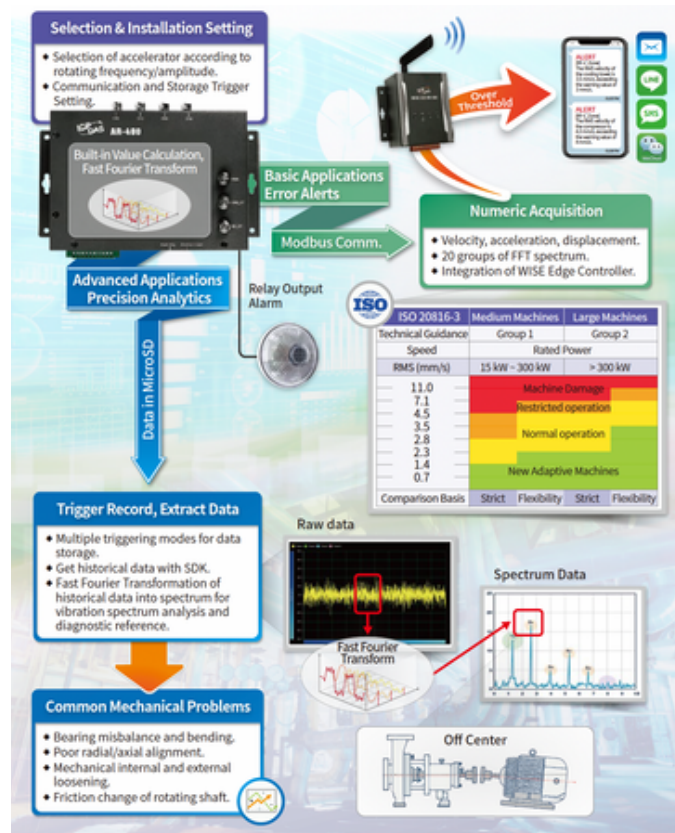 Selection & Installation Setting
Selection of accelerator according to
rotating frequency/amplitude.
Communication and Storage Trigger
Setting.
ICP DAS
AR-400
Built-in Value Calculation,
Fast Fourier Transform
Over
Threshold
ALERT
ALERT
LINE
SMS
Basic Applications
Error Alerts
Modbus Comm.
Numeric Acquisition
Velocity, acceleration, displacement.
20 groups of FFT spectrum.
Integration of WISE Edge Controller.
Advanced Applications
Precision Analytics
Relay Output
Alarm
Data in MicroSD
ISO
ISO 20816-3 Medium Machines Large Machines
Technical Guidance Group 1 Group 2
Speed Rated Power
RMS (mm/s) 15 kW ~ 300 kW > 300 kW
11.0
7.1
4.5
3.5
2.8
2.3
1.4
0.7
Machine Damage
Restricted operation
Normal operation
New Adaptive Machines
Comparison Basis Strict Flexibility Strict Flexibility
Trigger Record, Extract Data
Multiple triggering modes for data
storage.
Get historical data with SDK.
Fast Fourier Transformation of
historical data into spectrum for
vibration spectrum analysis and
diagnostic reference.
Raw data
Fast Fourier
Transform
Spectrum Data
Common Mechanical Problems
Bearing misbalance and bending.
Poor radial/axial alignment.
Mechanical internal and external
loosening.
Friction change of rotating shaft.
Off Center